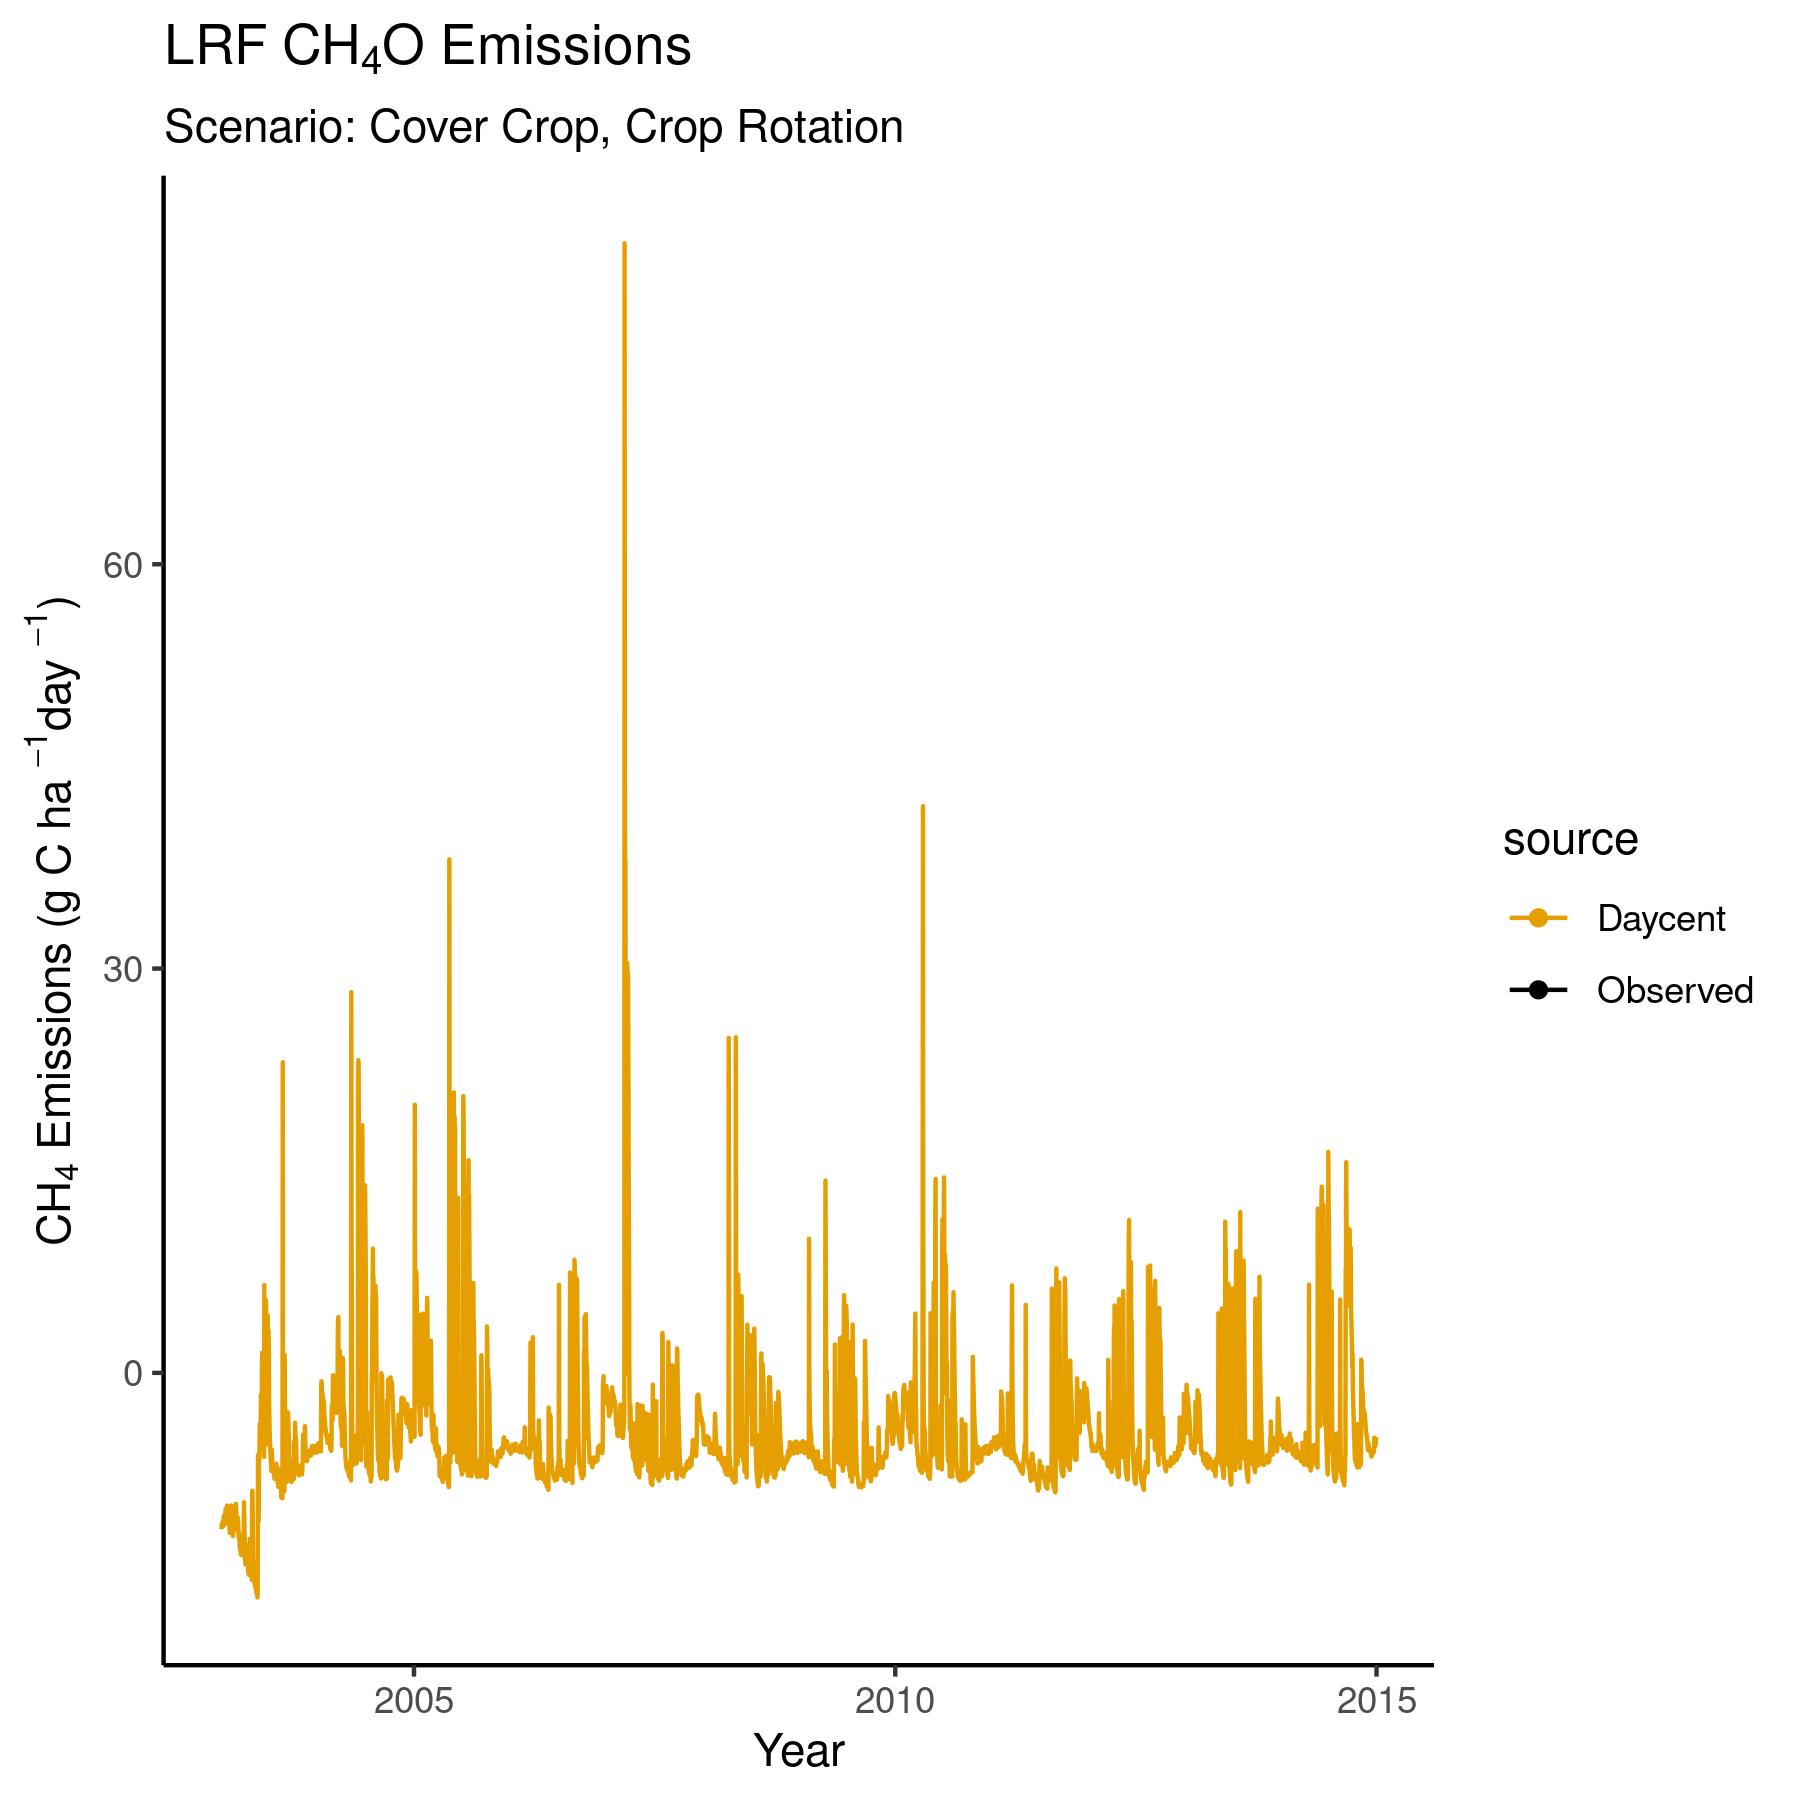 LRF CH₄O Emissions
Scenario: Cover Crop, Crop Rotation
CH₄ Emissions (g C ha ⁻¹day ⁻¹)
60
30
0
2005 2010 2015
Year
source
Daycent
Observed